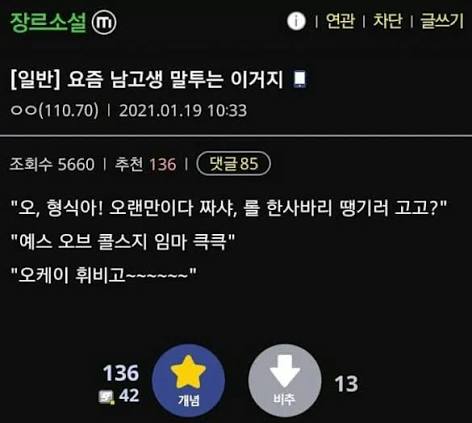 장르소설 ⓜ ⓘ | 연관 | 차단 | 글쓰기
[일반] 요즘 남고생 말투는 이거지
ㅇㅇ(110.70) | 2021.01.19 10:33
조회수 5660 | 추천 136 | 댓글 85
"오, 형식아! 오랜만이다 짜샤, 롤 한사바리 땡기러 고고?"
"예스 오브 콜스지 임마 큭큭"
"오케이 휘비고~~~~~~"
136
42
개념
비추
13